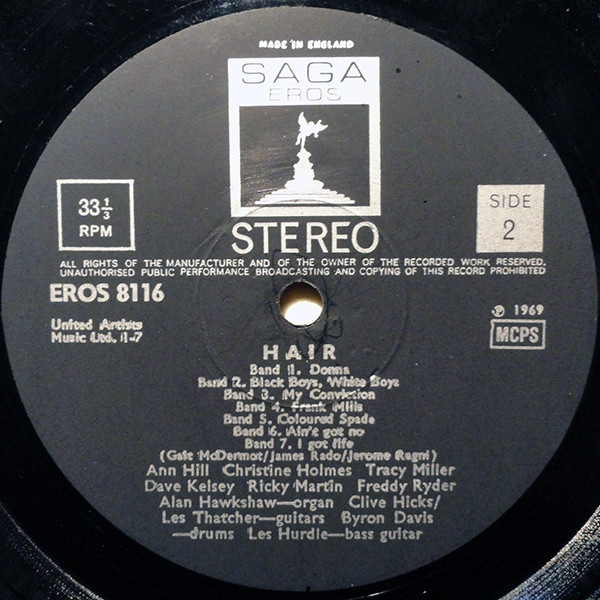 MADE IN ENGLAND
SAGA
EROS
33 1/3
RPM
SIDE
2
STEREO
ALL RIGHTS OF THE MANUFACTURER AND OF THE OWNER OF THE RECORDED WORK RESERVED.
UNAUTHORISED PUBLIC PERFORMANCE BROADCASTING AND COPYING OF THIS RECORD PROHIBITED
EROS 8116
United Artists
Music Ltd. 1-7
℗ 1969
MCPS
HAIR
Band 1. Donna
Band 2. Black Boys, White Boys
Band 3. My Conviction
Band 4. Frank Mills
Band 5. Coloured Spade
Band 6. Ain't got no
Band 7. I got life
(Galt McDermot/James Rado/Jerome Ragni)
Ann Hill Christine Holmes Tracy Miller
Dave Kelsey Ricky Martin Freddy Ryder
Alan Hawkshaw—organ Clive Hicks/
Les Thatcher—guitars Byron Davis
—drums Les Hurdle—bass guitar